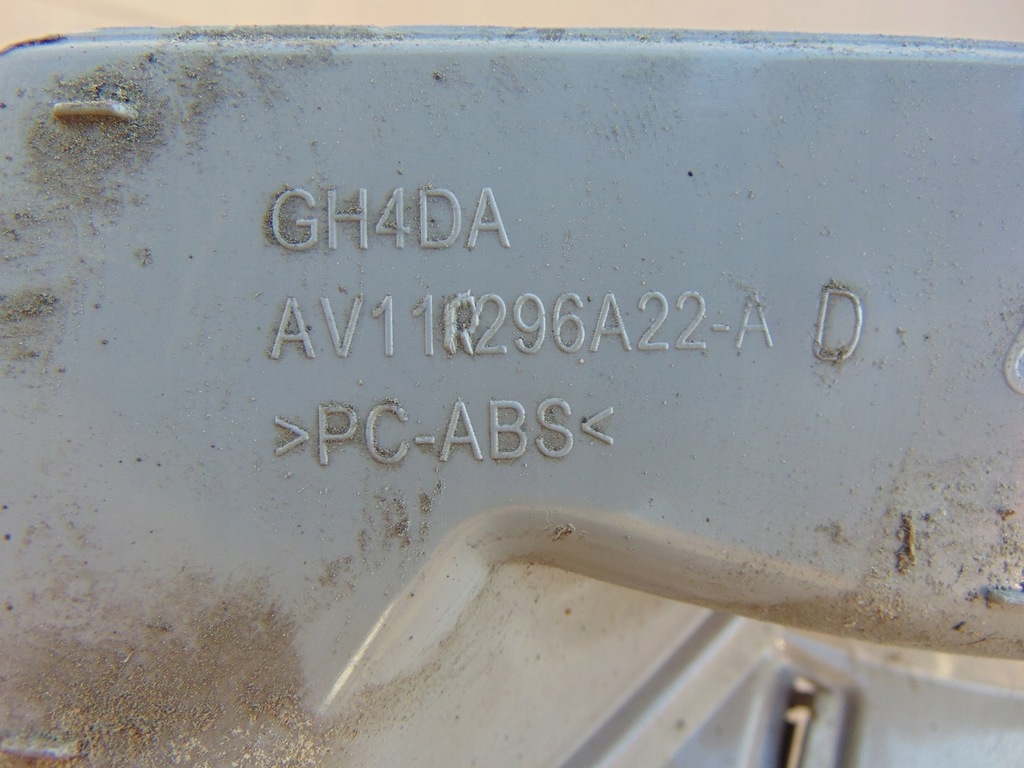 GH4DA
AV11R296A22-A D
>PC-ABS<